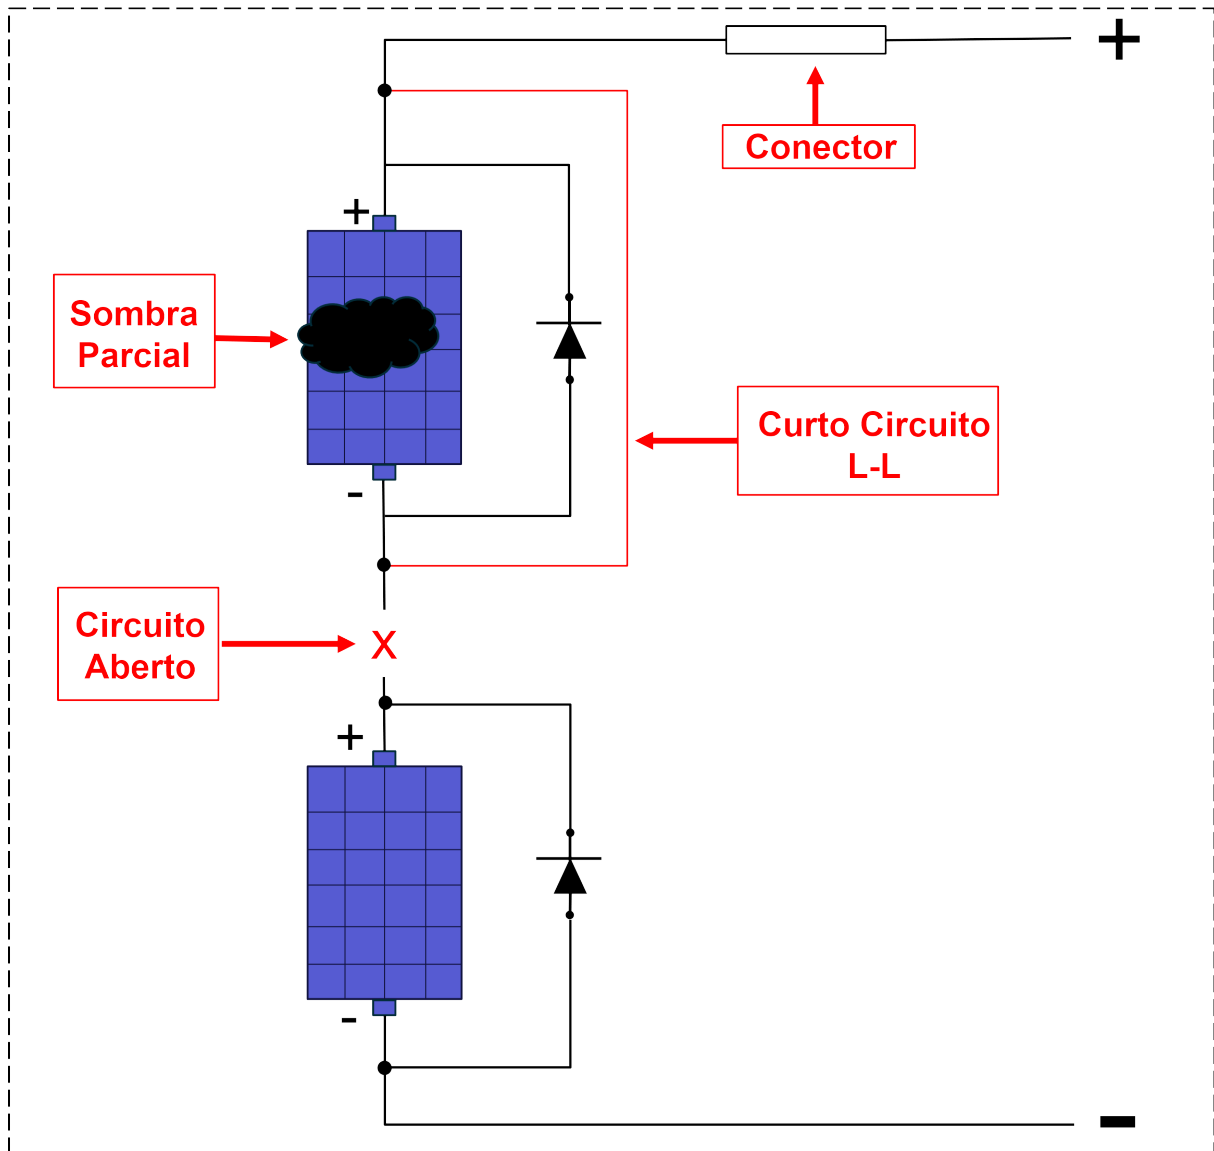 +
Conector
+
Sombra
Parcial
Curto Circuito
L-L
-
Circuito
Aberto
X
+
-
-